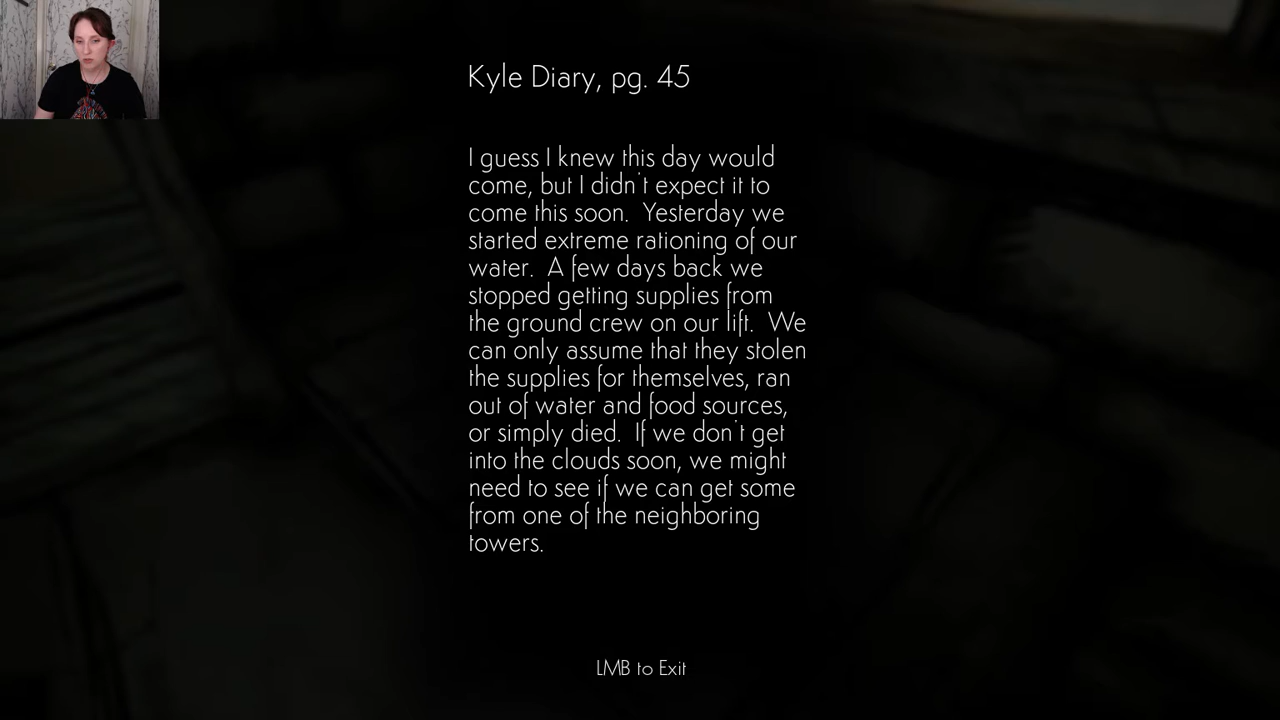 Kyle Diary, pg. 45
I guess I knew this day would
come, but I didn't expect it to
come this soon.  Yesterday we
started extreme rationing of our
water.  A few days back we
stopped getting supplies from
the ground crew on our lift.  We
can only assume that they stolen
the supplies for themselves, ran
out of water and food sources,
or simply died.  If we don't get
into the clouds soon, we might
need to see if we can get some
from one of the neighboring
towers.
LMB to Exit